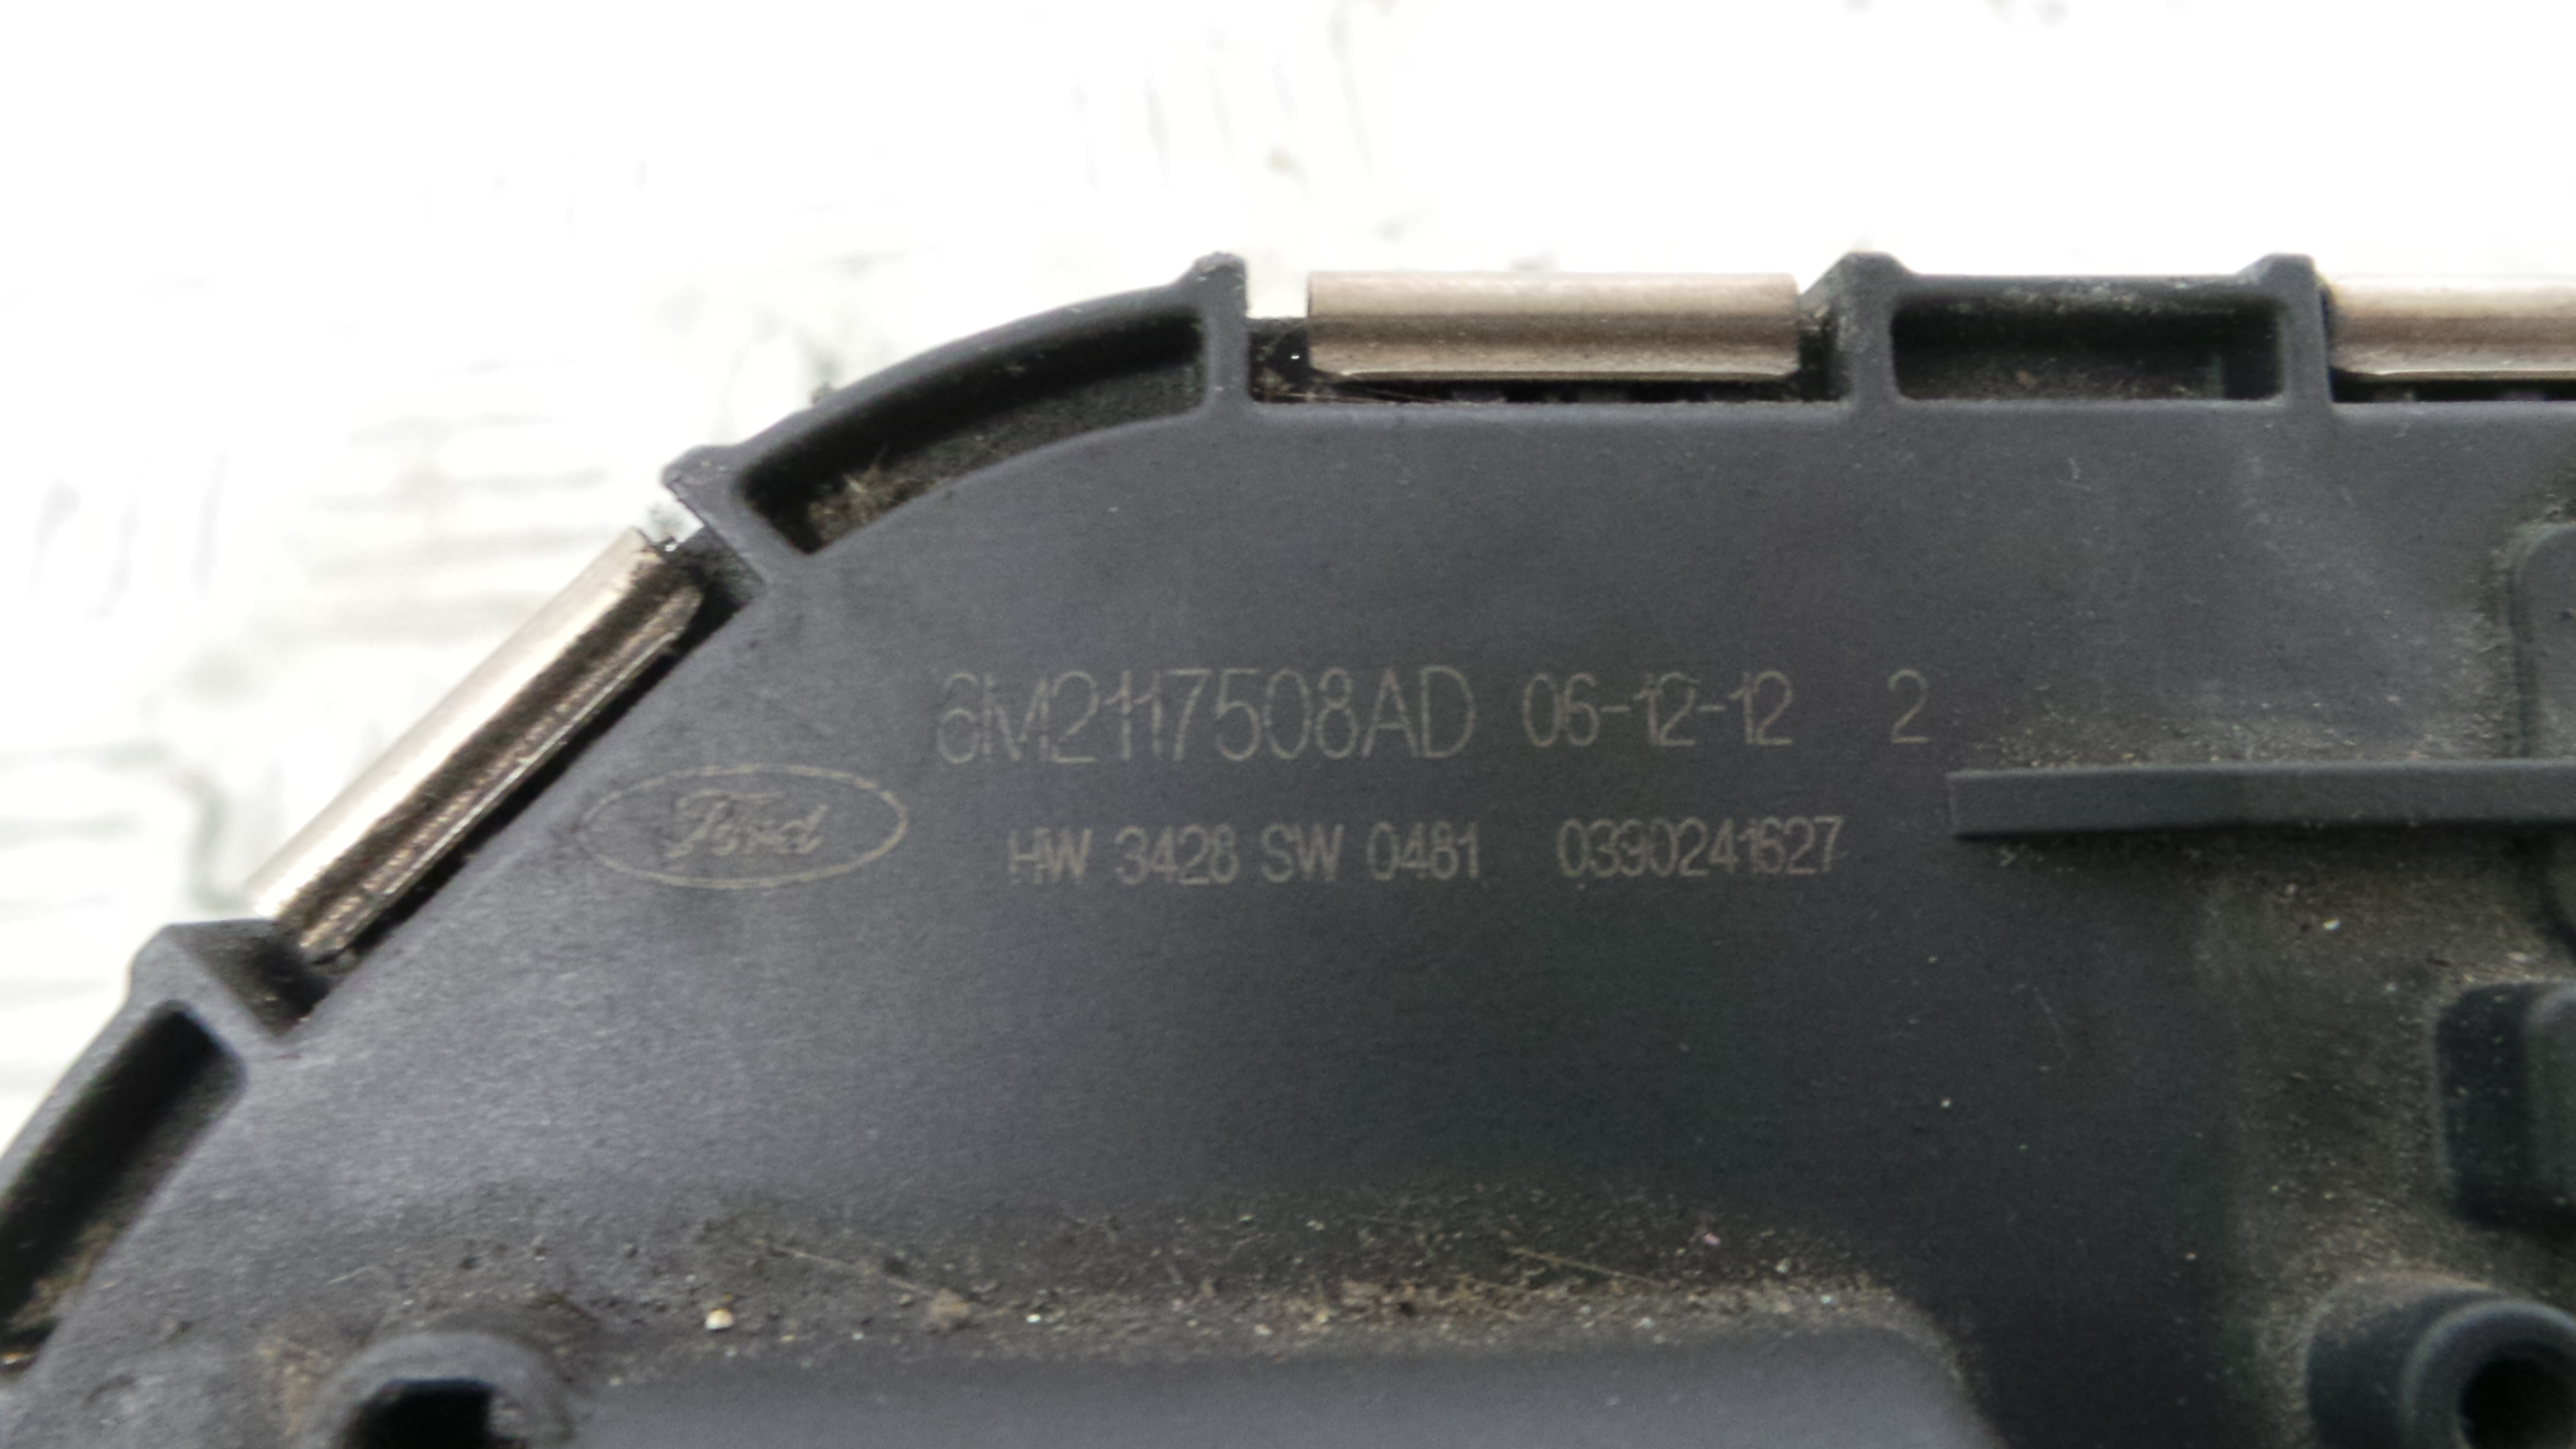 6M2117508AD 06-12-12 2
Ford
HW 3428 SW 0481 0390241627